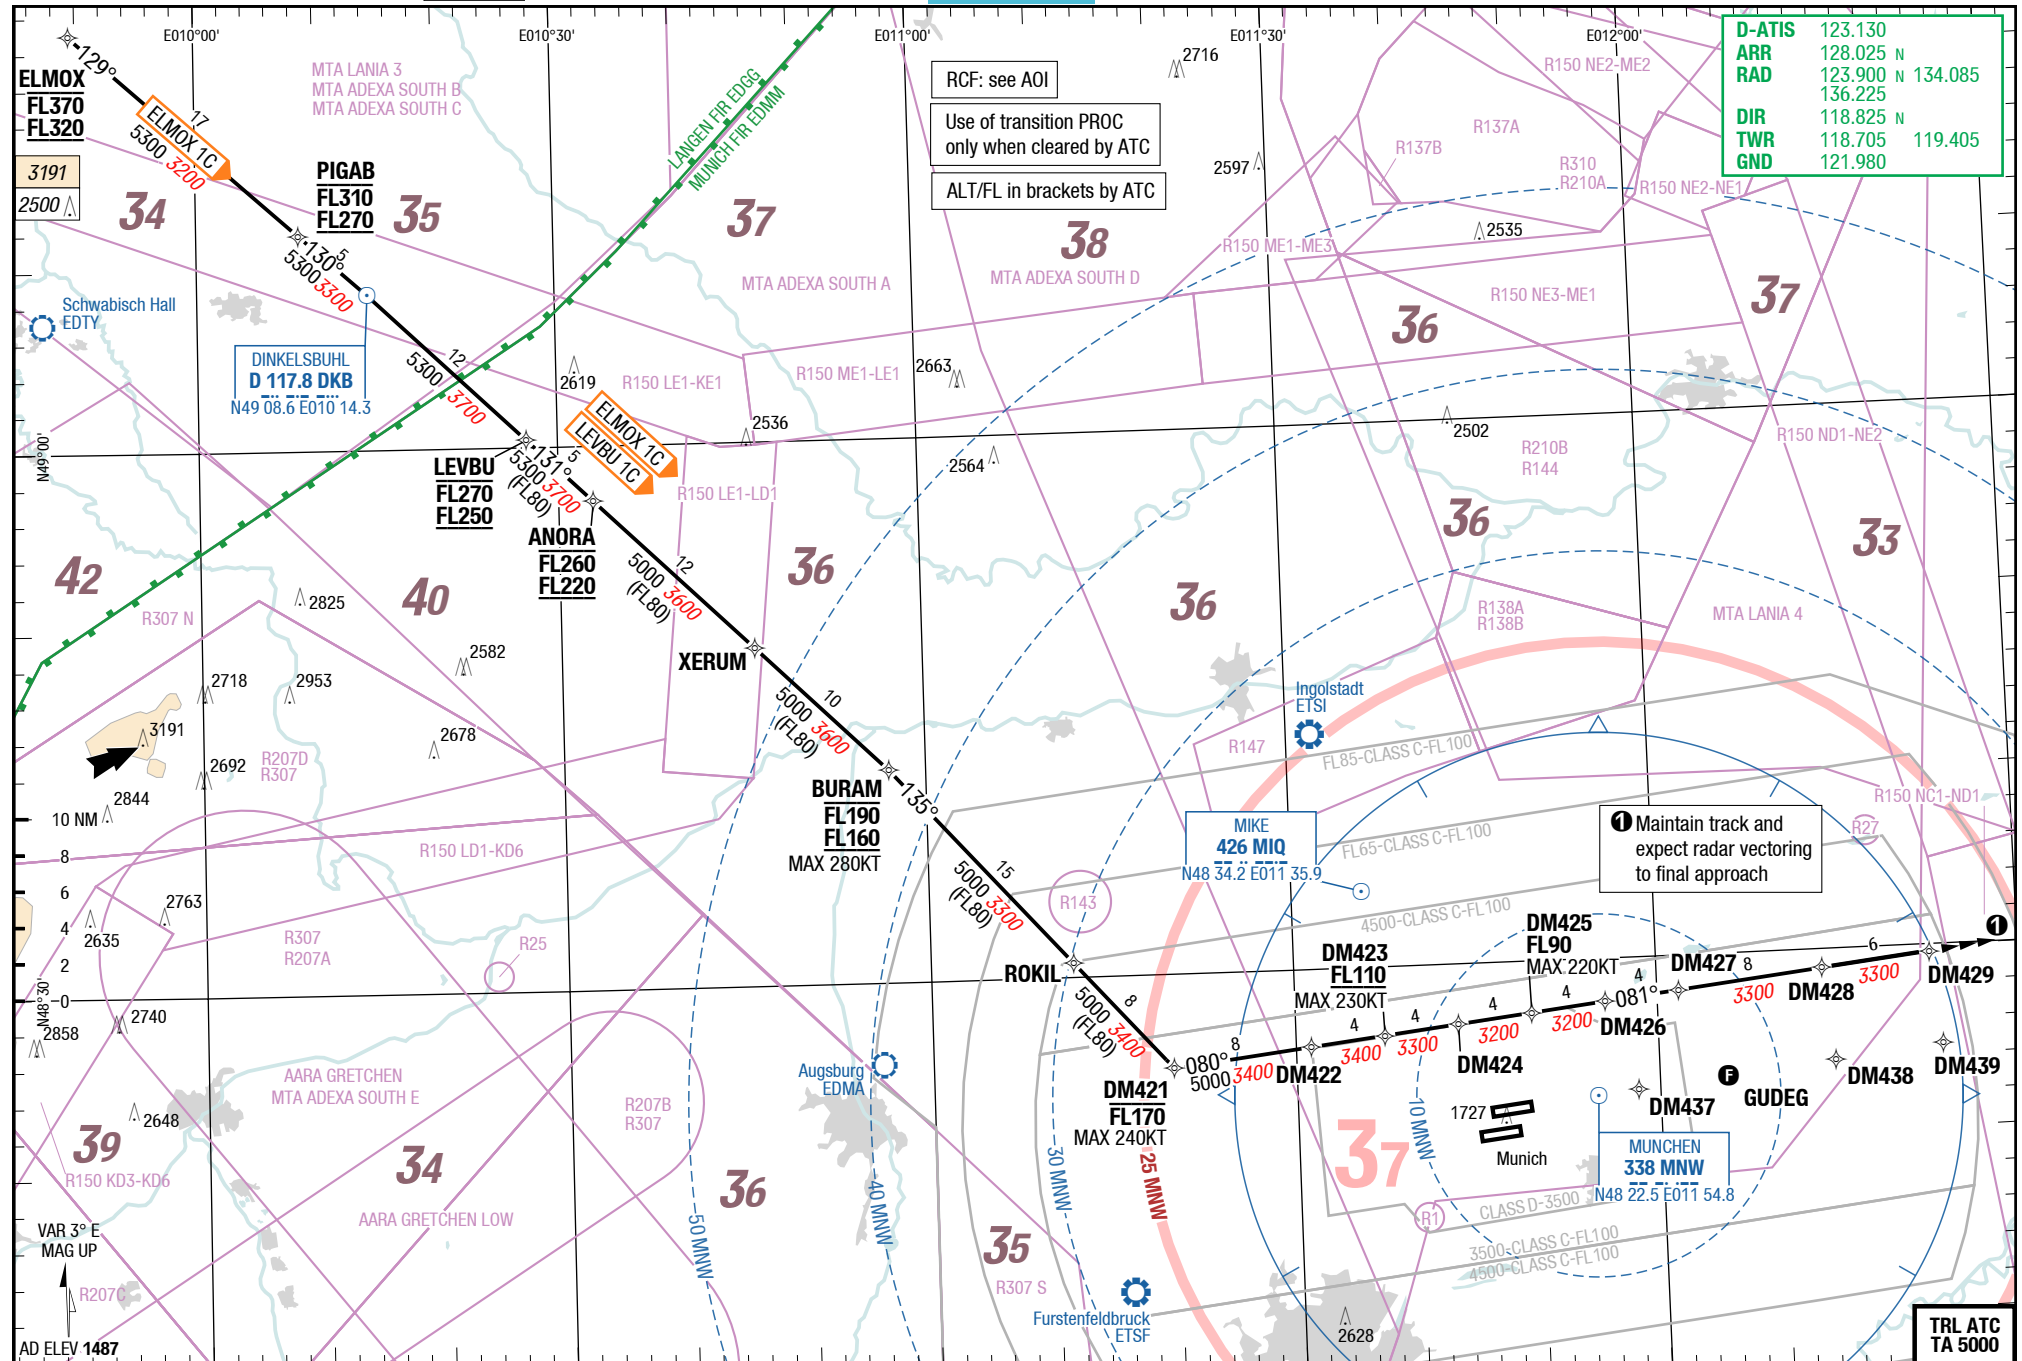 E010°00'
E010°30'
E011°00'
E011°30'
E012°00'
D-ATIS 123.130
ARR 128.025 N
RAD 123.900 N 134.085
136.225
DIR 118.825 N
TWR 118.705 119.405
GND 121.980
RCF: see AOI
Use of transition PROC
only when cleared by ATC
ALT/FL in brackets by ATC
ELMOX
FL370
FL320
129°
17
ELMOX 1C
5300 3200
3191
2500
MTA LANIA 3
MTA ADEXA SOUTH B
MTA ADEXA SOUTH C
LANGEN FIR EDGG
MUNICH FIR EDMM
PIGAB
FL310
FL270
34
35
37
38
130°
5
5300 3300
MTA ADEXA SOUTH A
MTA ADEXA SOUTH D
2716
2597
R150 NE2-ME2
R137A
R137B
R310
R210A
R150 NE2-NE1
2535
R150 ME1-ME3
R150 NE3-ME1
36
37
Schwabisch Hall
EDTY
DINKELSBUHL
D 117.8 DKB
N49 08.6 E010 14.3
12
5300 3700
2619
R150 LE1-KE1
R150 ME1-LE1
2663
2536
2564
2502
R210B
R144
R150 ND1-NE2
N49°00'
ELMOX 1C
LEVBU 1C
LEVBU
FL270
FL250
131°
5
5300 3700
(FL80)
R150 LE1-LD1
ANORA
FL260
FL220
12
5000 3600
(FL80)
42
40
36
36
36
33
R307 N
2825
2582
2718
2953
2678
3191
2692
2844
R207D
R307
R138A
R138B
MTA LANIA 4
XERUM
10
5000 3600
(FL80)
Ingolstadt
ETSI
R147
FL85-CLASS C-FL100
BURAM
FL190
FL160
MAX 280KT
135°
15
5000 3300
(FL80)
MIKE
426 MIQ
N48 34.2 E011 35.9
FL65-CLASS C-FL100
4500-CLASS C-FL100
1 Maintain track and
expect radar vectoring
to final approach
R150 NC1-ND1
R27
10 NM
8
6
4
2
0
N48°30'
R150 LD1-KD6
2763
2635
R307
R207A
R25
R143
2740
2858
ROKIL
8
5000 3400
(FL80)
DM421
FL170
MAX 240KT
080°
8
5000 3400
DM422
4
3400
DM423
FL110
MAX 230KT
4
3300
DM424
4
3200
DM425
FL90
MAX 220KT
4
3200
DM426
081°
4
DM427
8
3300
DM428
6
3300
DM429
1
DM437
DM438
DM439
F
GUDEG
1727
Munich
MUNCHEN
338 MNW
N48 22.5 E011 54.8
10 MNW
25 MNW
30 MNW
40 MNW
50 MNW
37
Augsburg
EDMA
AARA GRETCHEN
MTA ADEXA SOUTH E
R207B
R307
2648
39
34
36
35
R150 KD3-KD6
AARA GRETCHEN LOW
R307 S
R1
CLASS D-3500
3500-CLASS C-FL100
4500-CLASS C-FL100
Furstenfeldbruck
ETSF
2628
VAR 3° E
MAG UP
R207C
AD ELEV 1487
TRL ATC
TA 5000